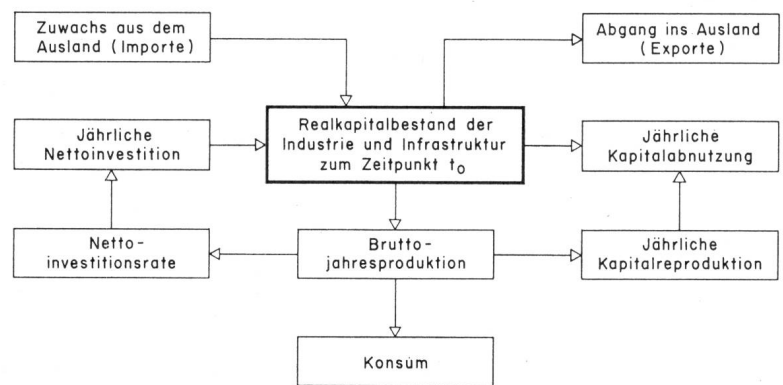 Zuwachs aus dem
Ausland (Importe)
Abgang ins Ausland
(Exporte)
Realkapitalbestand der
Industrie und Infrastruktur
zum Zeitpunkt t₀
Jährliche
Nettoinvestition
Jährliche
Kapitalabnutzung
Netto-
investitionsrate
Brutto-
jahresproduktion
Jährliche
Kapitalreproduktion
Konsum